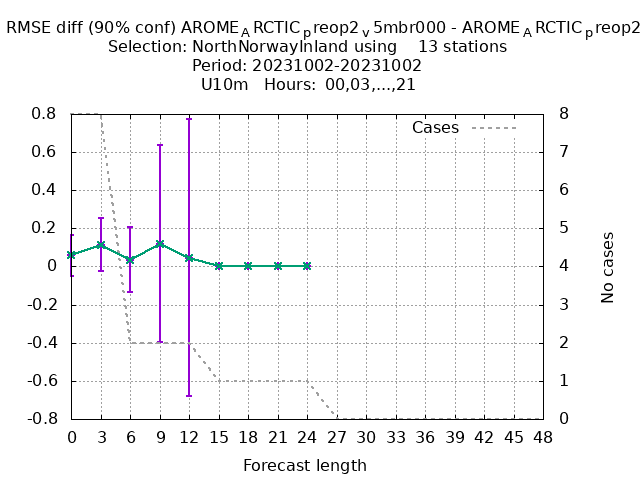 RMSE diff (90% conf) AROME_ARCTIC_preop2_v5mbr000 - AROME_ARCTIC_preop2
Selection: NorthNorwayInland using 13 stations
Period: 20231002-20231002
U10m Hours: 00,03,...,21
Cases
0.8 8
0.6 7
0.4 6
0.2 5
0 4
-0.2 3
-0.4 2
-0.6 1
-0.8 0
No cases
0 3 6 9 12 15 18 21 24 27 30 33 36 39 42 45 48
Forecast length